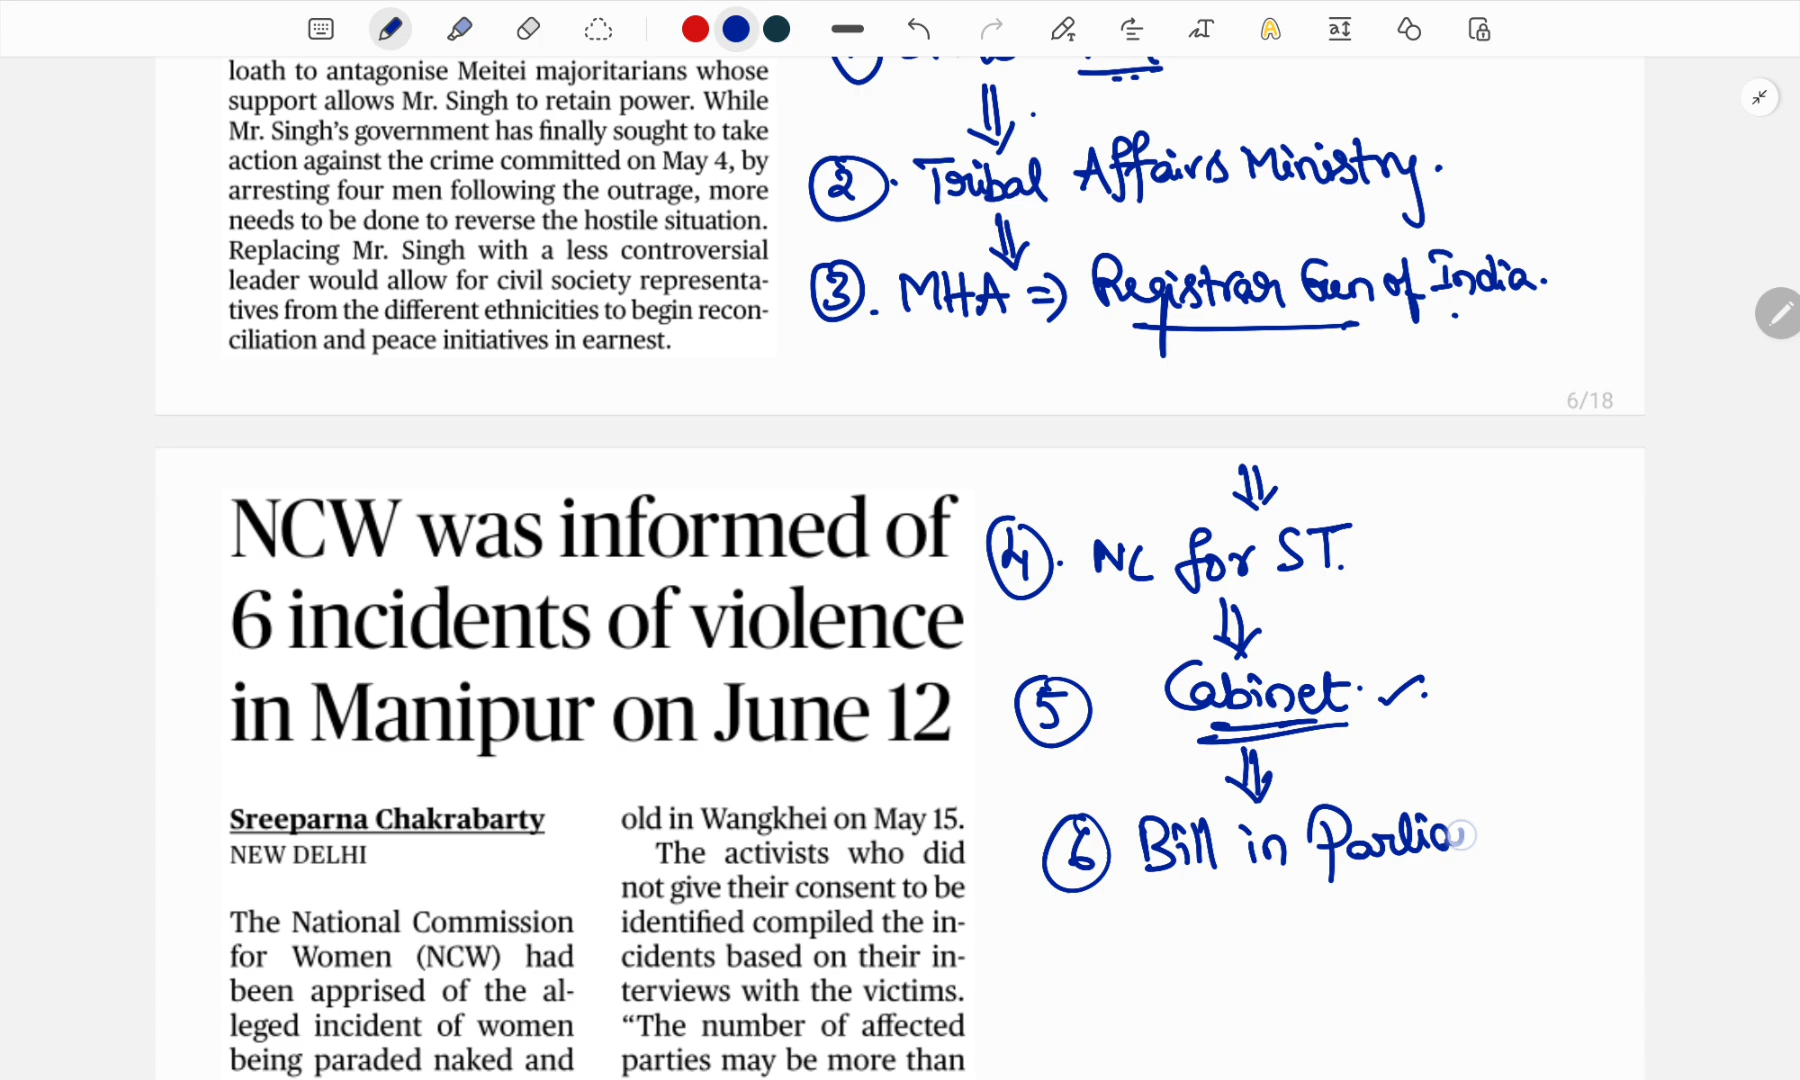 loath to antagonise Meitei majoritarians whose
support allows Mr. Singh to retain power. While
Mr. Singh's government has finally sought to take
action against the crime committed on May 4, by
arresting four men following the outrage, more
needs to be done to reverse the hostile situation.
Replacing Mr. Singh with a less controversial
leader would allow for civil society representa-
tives from the different ethnicities to begin recon-
ciliation and peace initiatives in earnest.
2. Tribal Affairs Ministry.
3. MHA => Registrar Gen of India.
6/18
NCW was informed of
6 incidents of violence
in Manipur on June 12
Sreeparna Chakrabarty
NEW DELHI
The National Commission
for Women (NCW) had
been apprised of the al-
leged incident of women
being paraded naked and
old in Wangkhei on May 15.
The activists who did
not give their consent to be
identified compiled the in-
cidents based on their in-
terviews with the victims.
“The number of affected
parties may be more than
4. NC for ST.
5 Cabinet.
6 Bill in Parlia